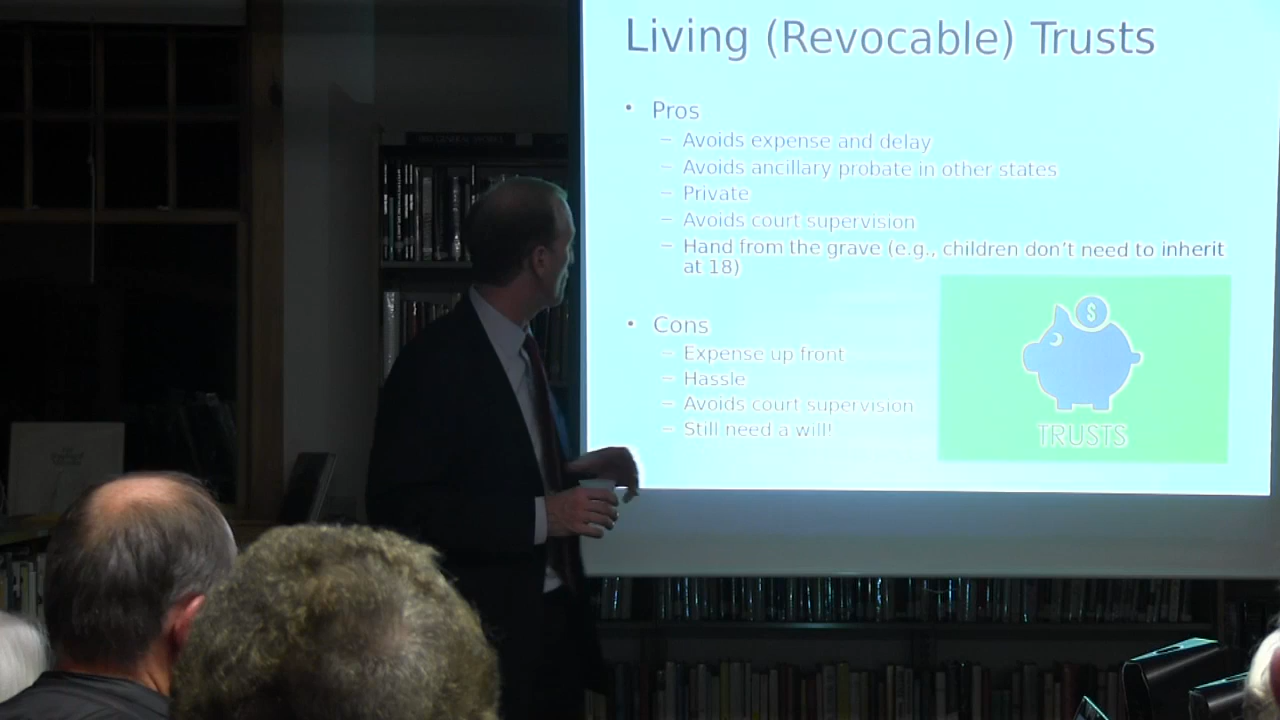 Living (Revocable) Trusts
• Pros
– Avoids expense and delay
– Avoids ancillary probate in other states
– Private
– Avoids court supervision
– Hand from the grave (e.g., children don't need to inherit
at 18)
• Cons
– Expense up front
– Hassle
– Avoids court supervision
– Still need a will!
$
TRUSTS